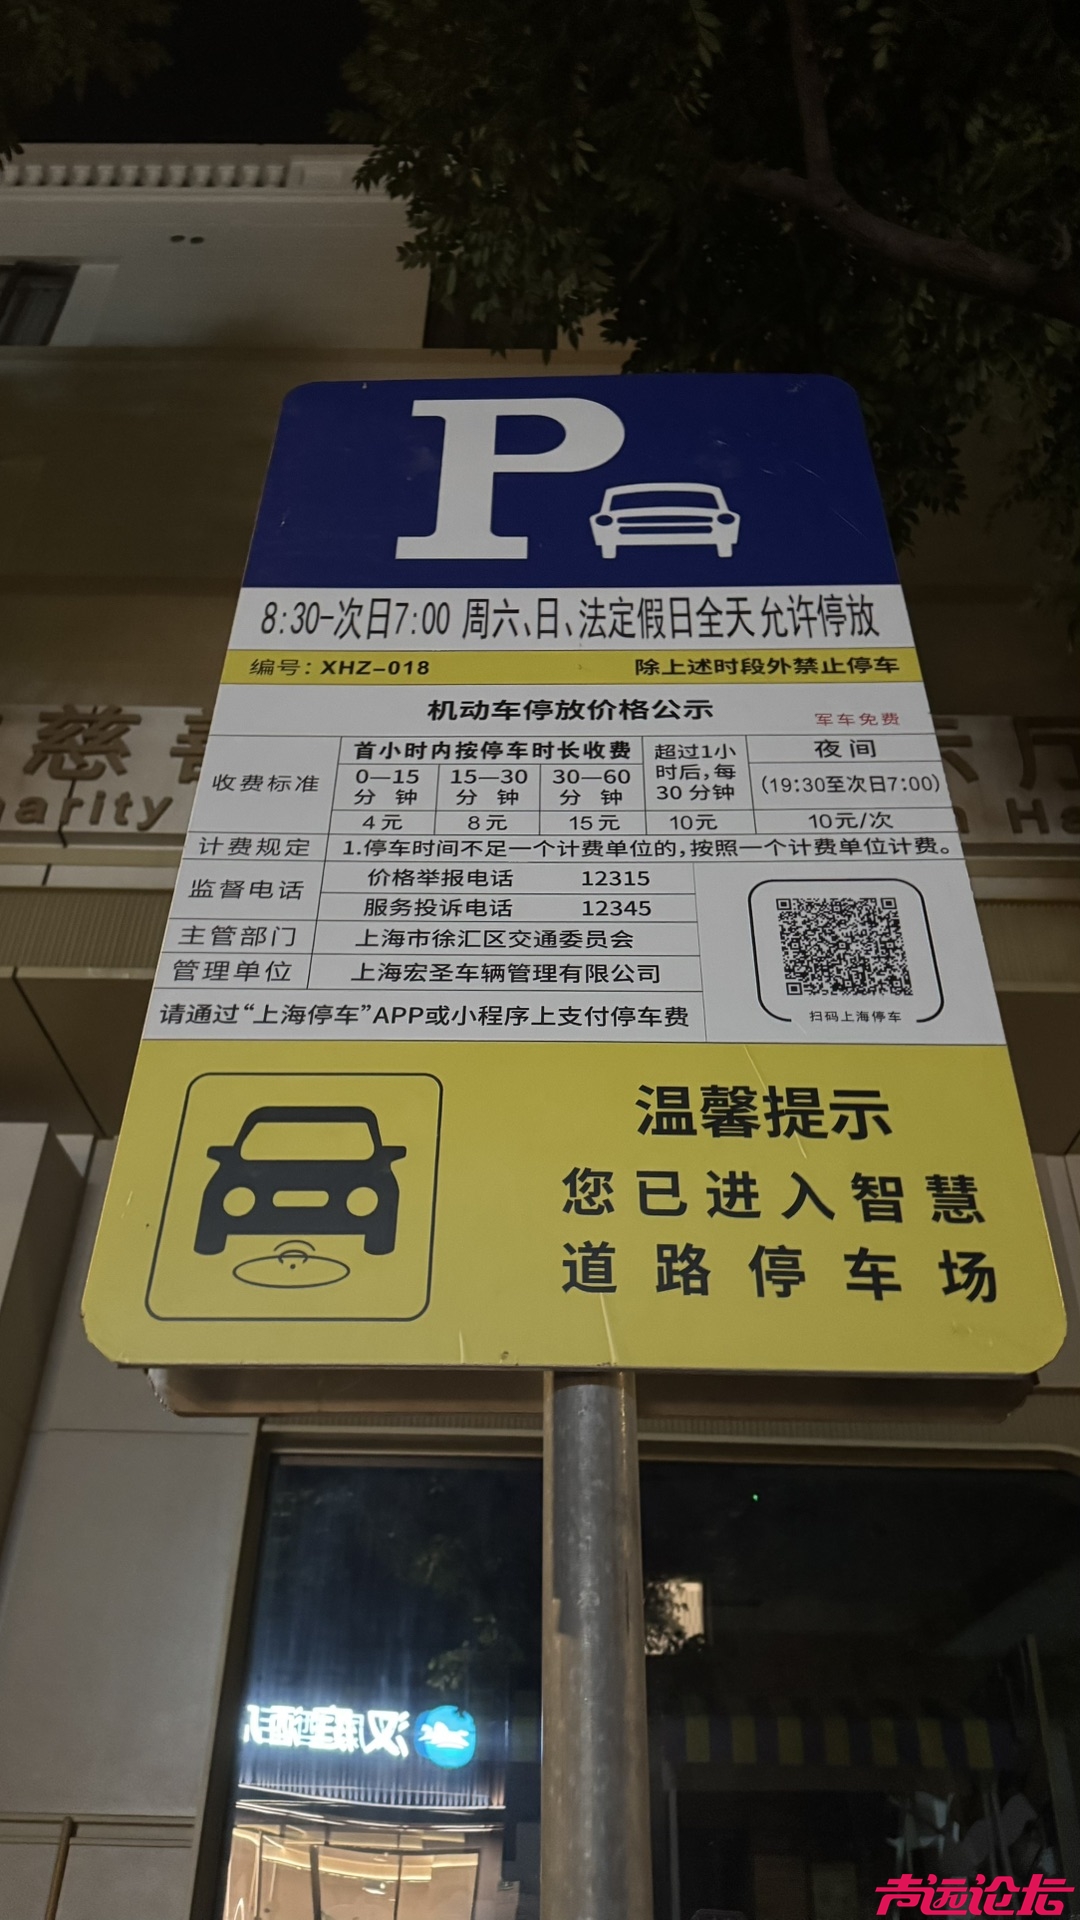 P
8:30-次日7:00 周六、日、法定假日全天允许停放
编号：XHZ-018 除上述时段外禁止停车
机动车停放价格公示 军车免费
收费标准 首小时内按停车时长收费 超过1小时后，每30分钟 夜间
0—15分钟 15—30分钟 30—60分钟 (19:30至次日7:00)
4元 8元 15元 10元 10元/次
计费规定 1.停车时间不足一个计费单位的，按照一个计费单位计费。
监督电话 价格举报电话 12315
服务投诉电话 12345
主管部门 上海市徐汇区交通委员会
管理单位 上海宏圣车辆管理有限公司
请通过“上海停车”APP或小程序上支付停车费
扫码上海停车
温馨提示
您已进入智慧
道路停车场
慈善
harity
Ha
汉庭酒店
声远论坛